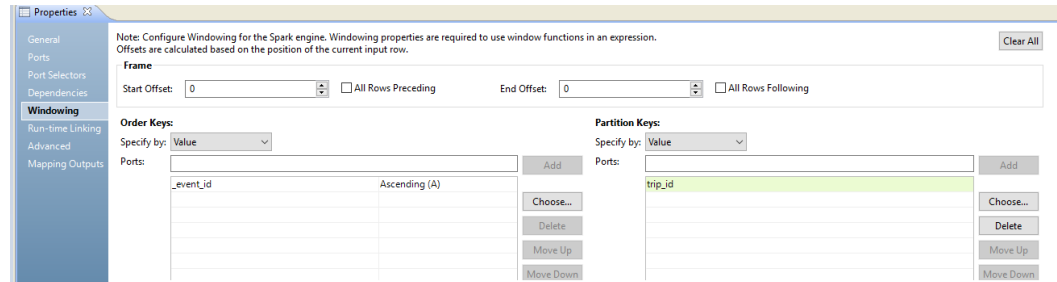 Properties
General
Ports
Port Selectors
Dependencies
Windowing
Run-time Linking
Advanced
Mapping Outputs
Note: Configure Windowing for the Spark engine. Windowing properties are required to use window functions in an expression.
Offsets are calculated based on the position of the current input row.
Clear All
Frame
Start Offset: 0 All Rows Preceding End Offset: 0 All Rows Following
Order Keys: Partition Keys:
Specify by: Value Specify by: Value
Ports: Add Ports: Add
_event_id Ascending (A) trip_id
Choose... Choose...
Delete Delete
Move Up Move Up
Move Down Move Down